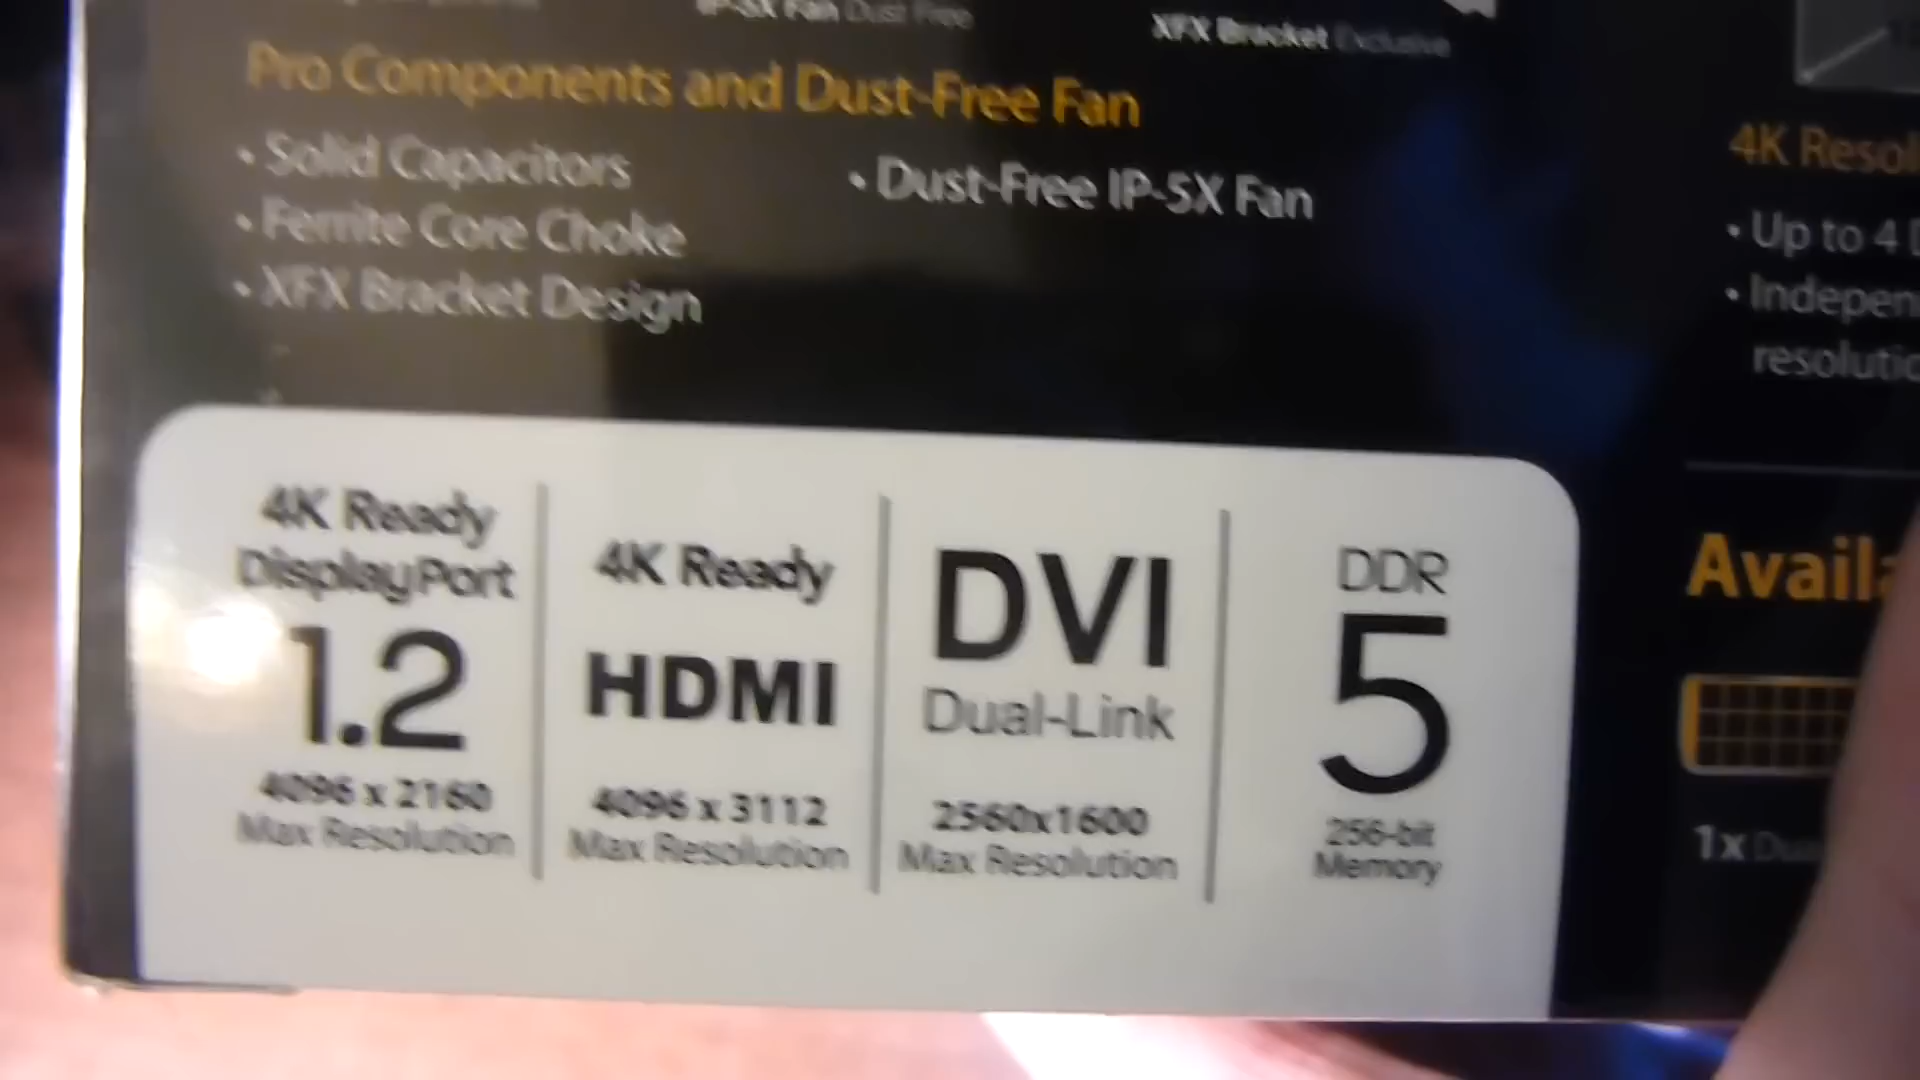 IP-5X Fan Dust Free
XFX Bracket Exclusive
Pro Components and Dust-Free Fan
• Solid Capacitors
• Ferrite Core Choke
• XFX Bracket Design
• Dust-Free IP-5X Fan
4K Ready
DisplayPort
1.2
4096 x 2160
Max Resolution
4K Ready
HDMI
4096 x 3112
Max Resolution
DVI
Dual-Link
2560x1600
Max Resolution
DDR
5
256-bit
Memory
4K Resol
• Up to 4
• Indepen
resolutio
Availa
1x Dua